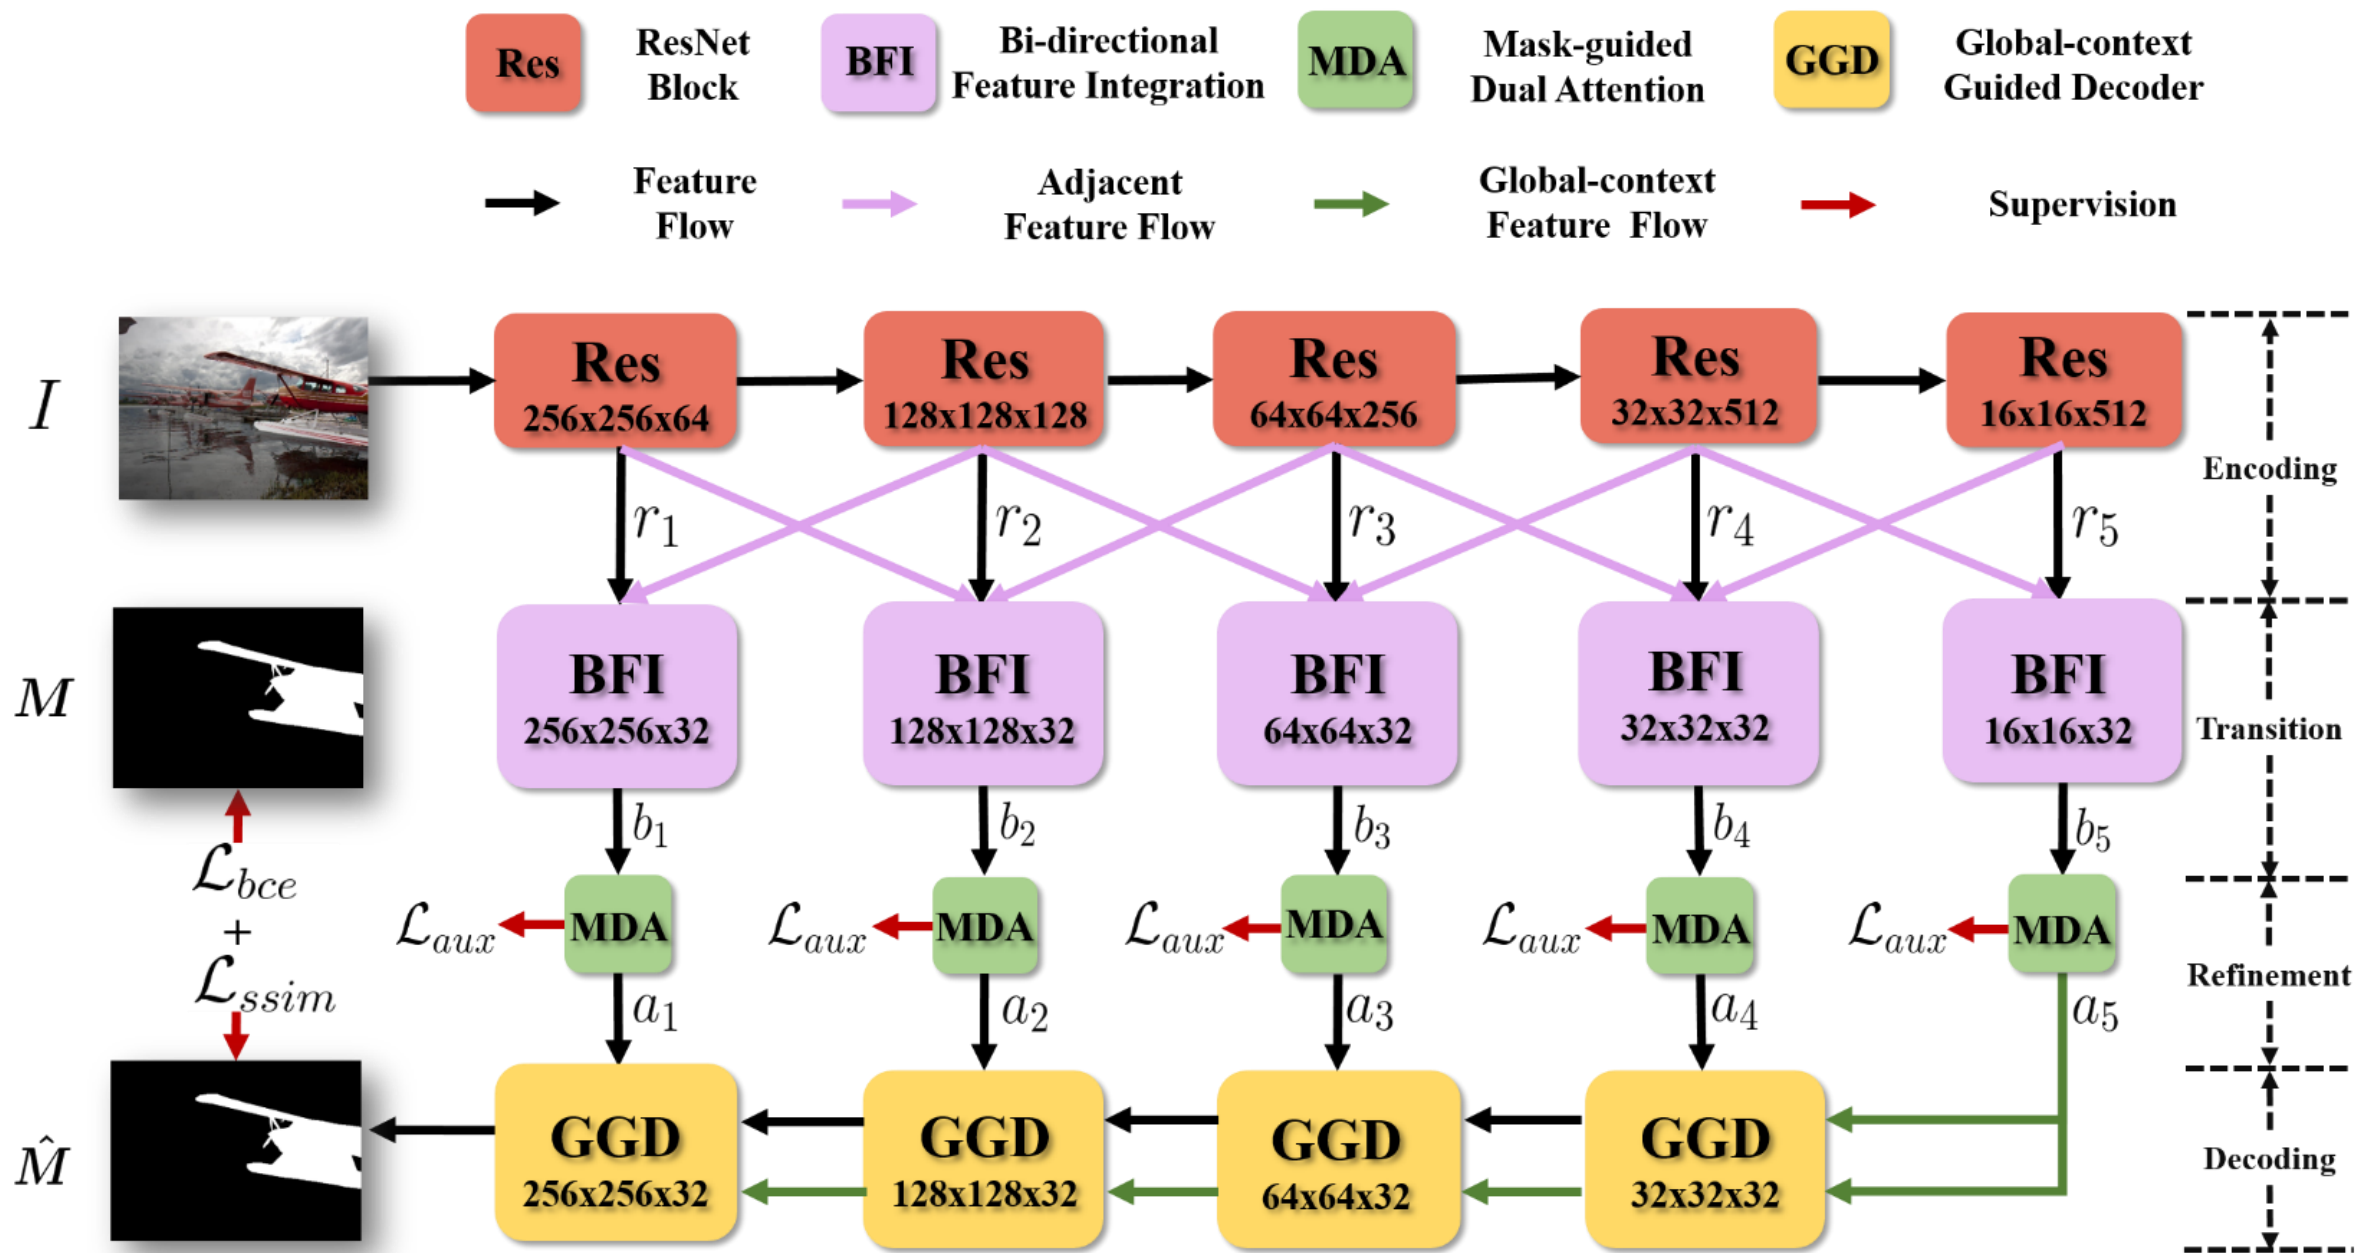 Res
ResNet
Block
BFI
Bi-directional
Feature Integration
MDA
Mask-guided
Dual Attention
GGD
Global-context
Guided Decoder
Feature
Flow
Adjacent
Feature Flow
Global-context
Feature Flow
Supervision
I
Res
256x256x64
Res
128x128x128
Res
64x64x256
Res
32x32x512
Res
16x16x512
Encoding
r1
r2
r3
r4
r5
M
BFI
256x256x32
BFI
128x128x32
BFI
64x64x32
BFI
32x32x32
BFI
16x16x32
Transition
b1
b2
b3
b4
b5
ℒbce
+
ℒssim
ℒaux
MDA
ℒaux
MDA
ℒaux
MDA
ℒaux
MDA
ℒaux
MDA
Refinement
a1
a2
a3
a4
a5
M̂
GGD
256x256x32
GGD
128x128x32
GGD
64x64x32
GGD
32x32x32
Decoding